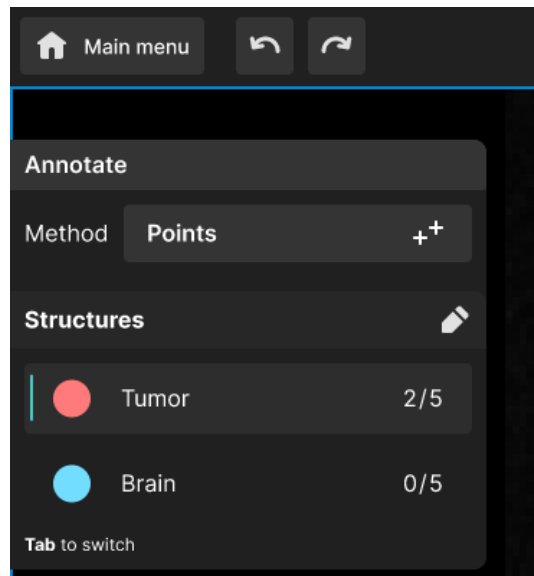 Main menu
Annotate
Method Points
Structures
Tumor 2/5
Brain 0/5
Tab to switch